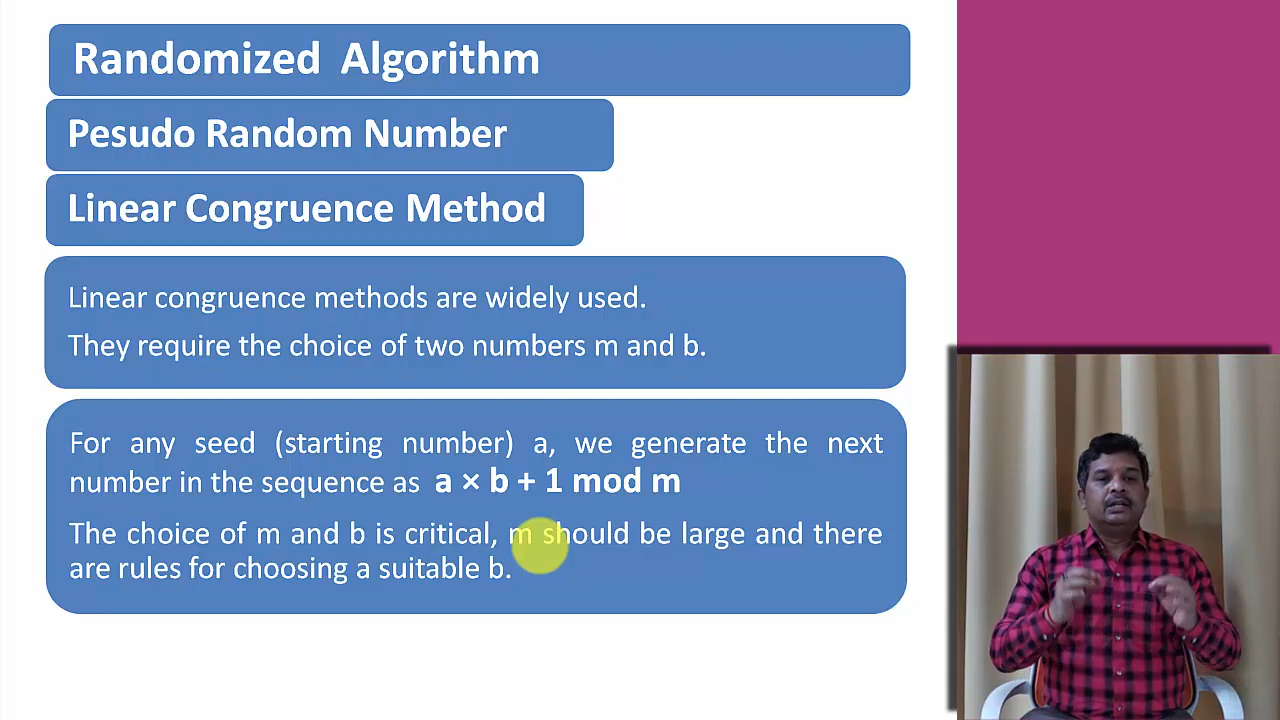 Randomized Algorithm
Pesudo Random Number
Linear Congruence Method
Linear congruence methods are widely used.
They require the choice of two numbers m and b.
For any seed (starting number) a, we generate the next
number in the sequence as a × b + 1 mod m
The choice of m and b is critical, m should be large and there
are rules for choosing a suitable b.